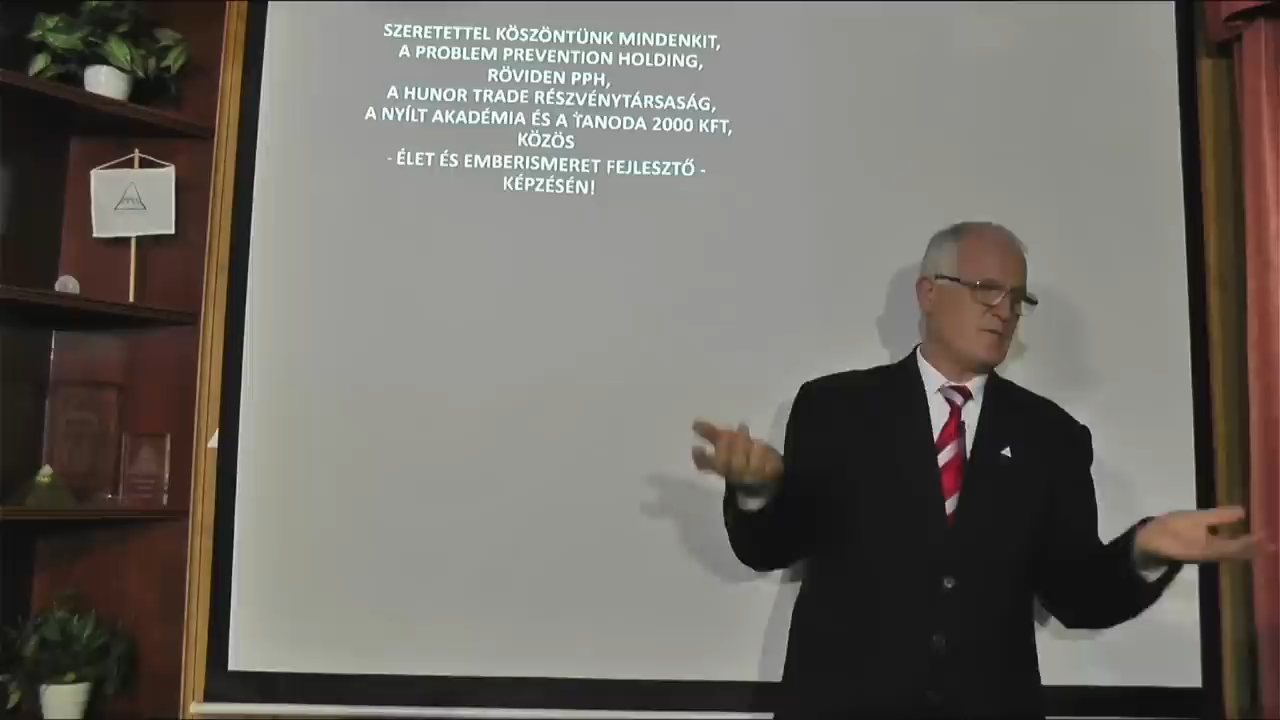 SZERETETTEL KÖSZÖNTÜNK MINDENKIT,
A PROBLEM PREVENTION HOLDING,
RÖVIDEN PPH,
A HUNOR TRADE RÉSZVÉNYTÁRSASÁG,
A NYÍLT AKADÉMIA ÉS A TANODA 2000 KFT,
KÖZÖS
- ÉLET ÉS EMBERISMERET FEJLESZTŐ -
KÉPZÉSÉN!